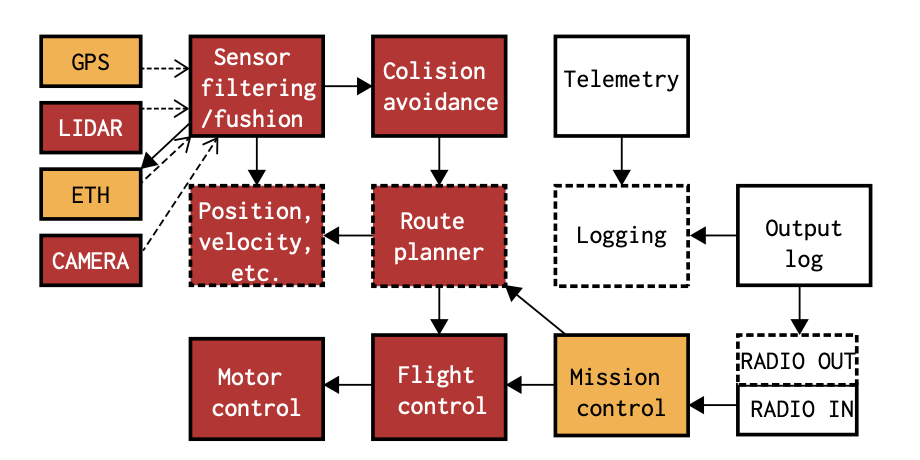 GPS
LIDAR
ETH
CAMERA
Sensor
filtering
/fushion
Colision
avoidance
Telemetry
Position,
velocity,
etc.
Route
planner
Logging
Output
log
Motor
control
Flight
control
Mission
control
RADIO OUT
RADIO IN